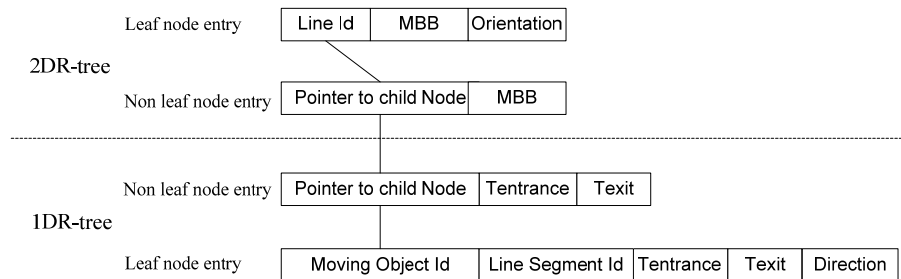 Leaf node entry Line Id MBB Orientation
2DR-tree
Non leaf node entry Pointer to child Node MBB
Non leaf node entry Pointer to child Node Tentrance Texit
1DR-tree
Leaf node entry Moving Object Id Line Segment Id Tentrance Texit Direction